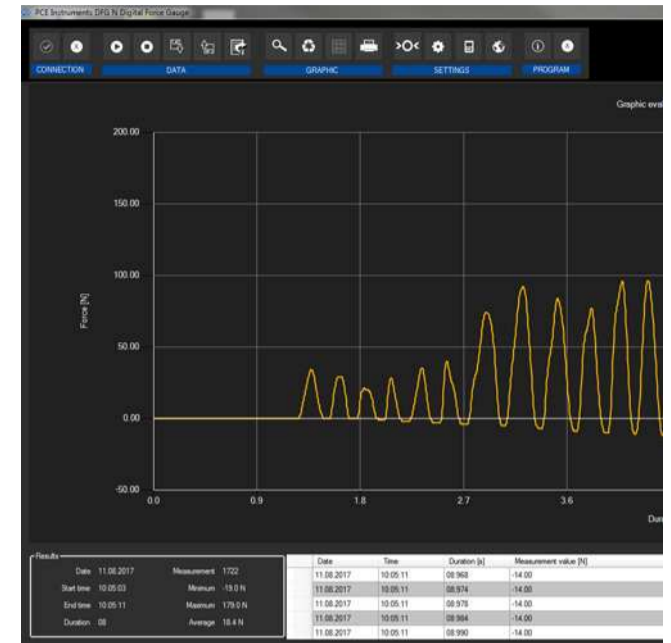 PCE Instruments DFG N Digital Force Gauge
CONNECTION DATA GRAPHIC SETTINGS PROGRAM
Graphic eval
200.00
150.00
100.00
Force [N]
50.00
0.00
-50.00
0.0 0.9 1.8 2.7 3.6
Dur
Results
Date 11.08.2017 Measurement 1722
Start time 10:05:03 Minimum -19.0 N
End time 10:05:11 Maximum 179.0 N
Duration 08 Average 18.4 N
Date Time Duration [s] Measurement value [N]
11.08.2017 10:05:11 08.968 -14.00
11.08.2017 10:05:11 08.974 -14.00
11.08.2017 10:05:11 08.978 -14.00
11.08.2017 10:05:11 08.984 -14.00
11.08.2017 10:05:11 08.990 -14.00